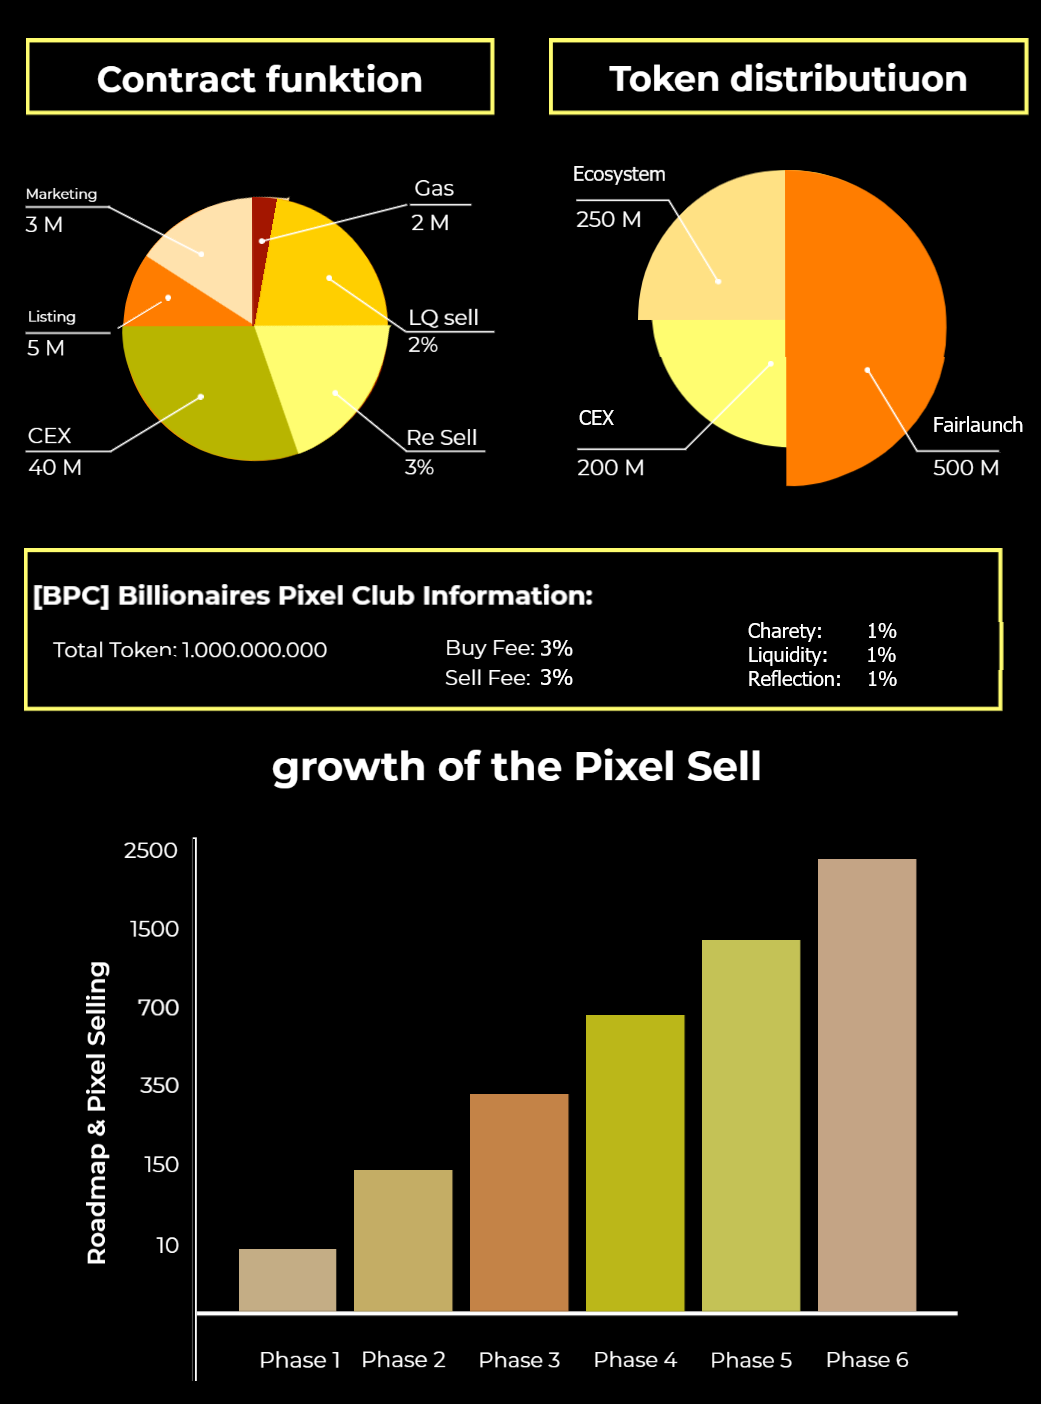 Contract funktion
Token distributiuon
Marketing
3 M
Gas
2 M
Listing
5 M
LQ sell
2%
CEX
40 M
Re Sell
3%
Ecosystem
250 M
CEX
200 M
Fairlaunch
500 M
[BPC] Billionaires Pixel Club Information:
Total Token: 1.000.000.000
Buy Fee: 3%
Sell Fee: 3%
Charety: 1%
Liquidity: 1%
Reflection: 1%
growth of the Pixel Sell
Roadmap & Pixel Selling
2500
1500
700
350
150
10
Phase 1 Phase 2 Phase 3 Phase 4 Phase 5 Phase 6